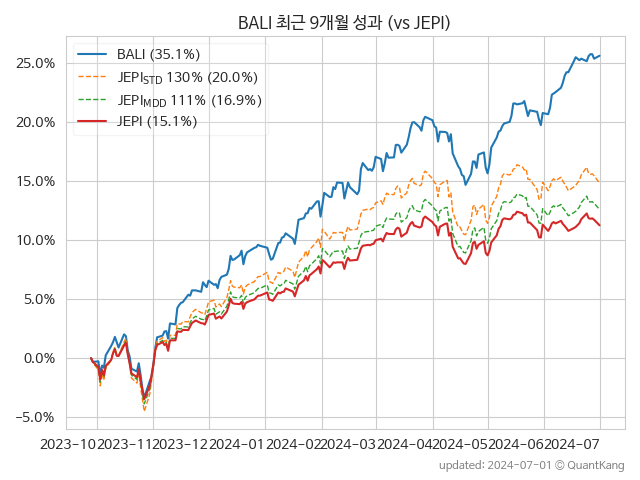 BALI 최근 9개월 성과 (vs JEPI)
BALI (35.1%)
JEPI_STD 130% (20.0%)
JEPI_MDD 111% (16.9%)
JEPI (15.1%)
25.0%
20.0%
15.0%
10.0%
5.0%
0.0%
−5.0%
2023−10 2023−11 2023−12 2024−01 2024−02 2024−03 2024−04 2024−05 2024−06 2024−07
updated: 2024-07-01 © QuantKang